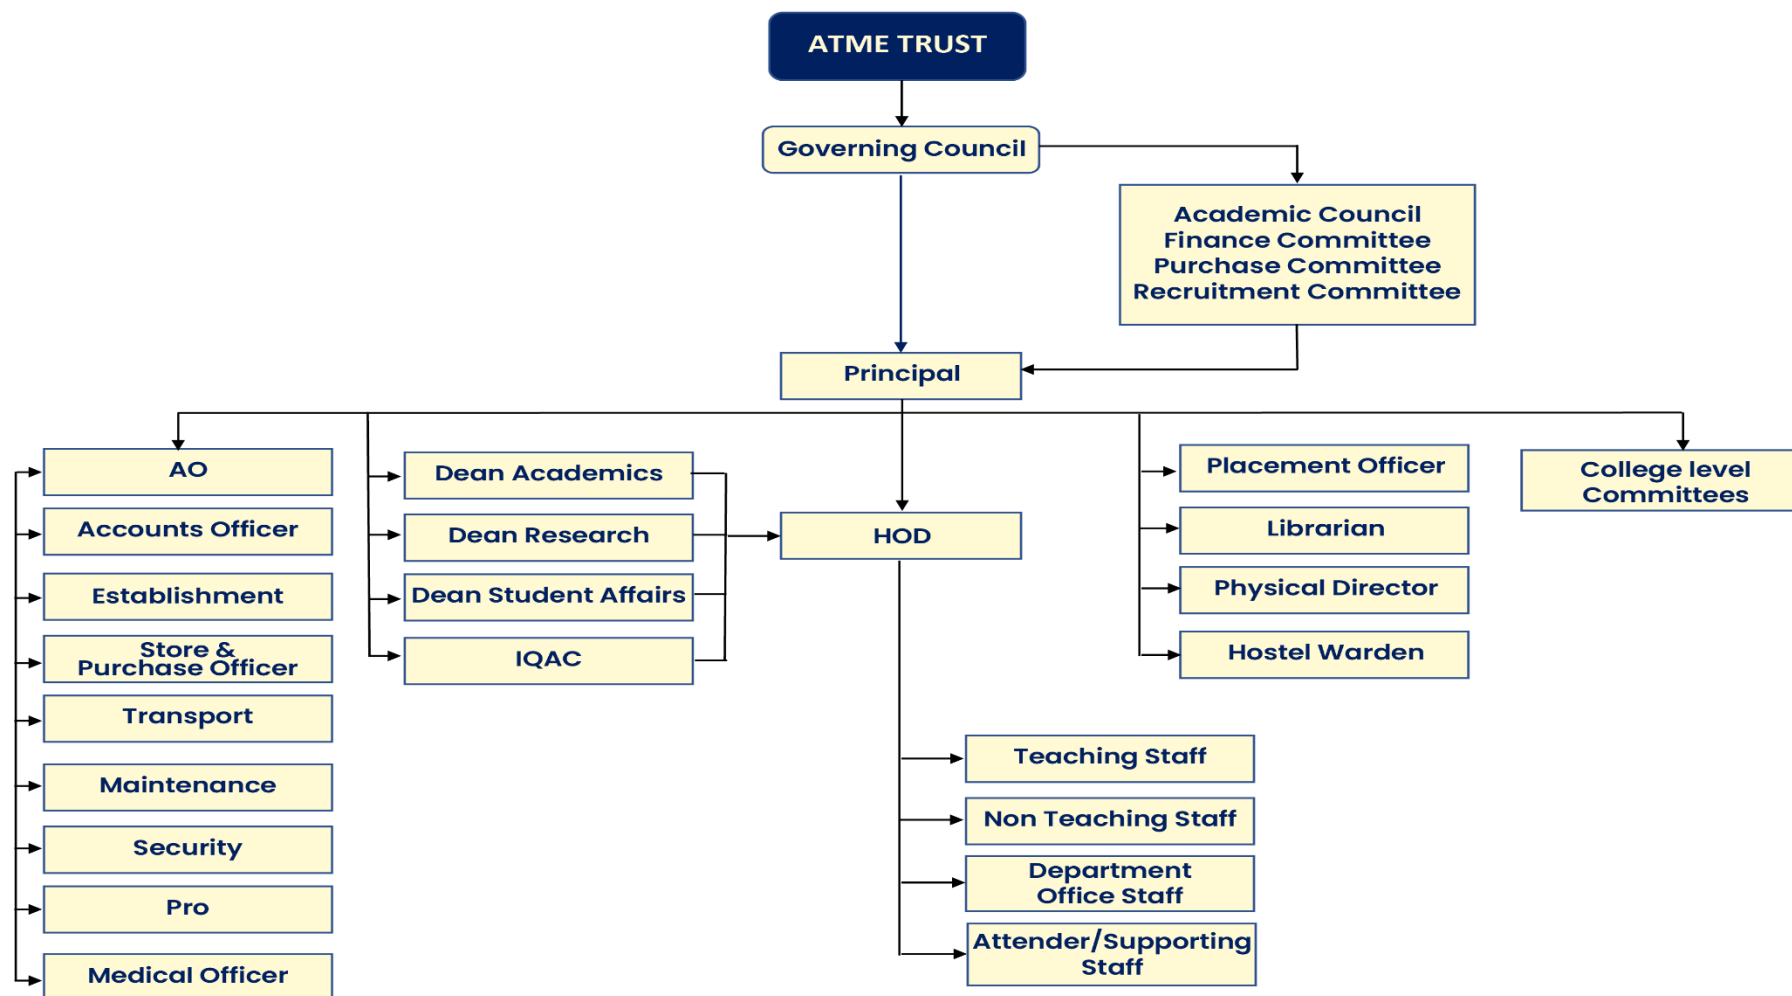 ATME TRUST
Governing Council
Academic Council
Finance Committee
Purchase Committee
Recruitment Committee
Principal
AO
Accounts Officer
Establishment
Store &
Purchase Officer
Transport
Maintenance
Security
Pro
Medical Officer
Dean Academics
Dean Research
Dean Student Affairs
IQAC
HOD
Teaching Staff
Non Teaching Staff
Department
Office Staff
Attender/Supporting
Staff
Placement Officer
Librarian
Physical Director
Hostel Warden
College level
Committees